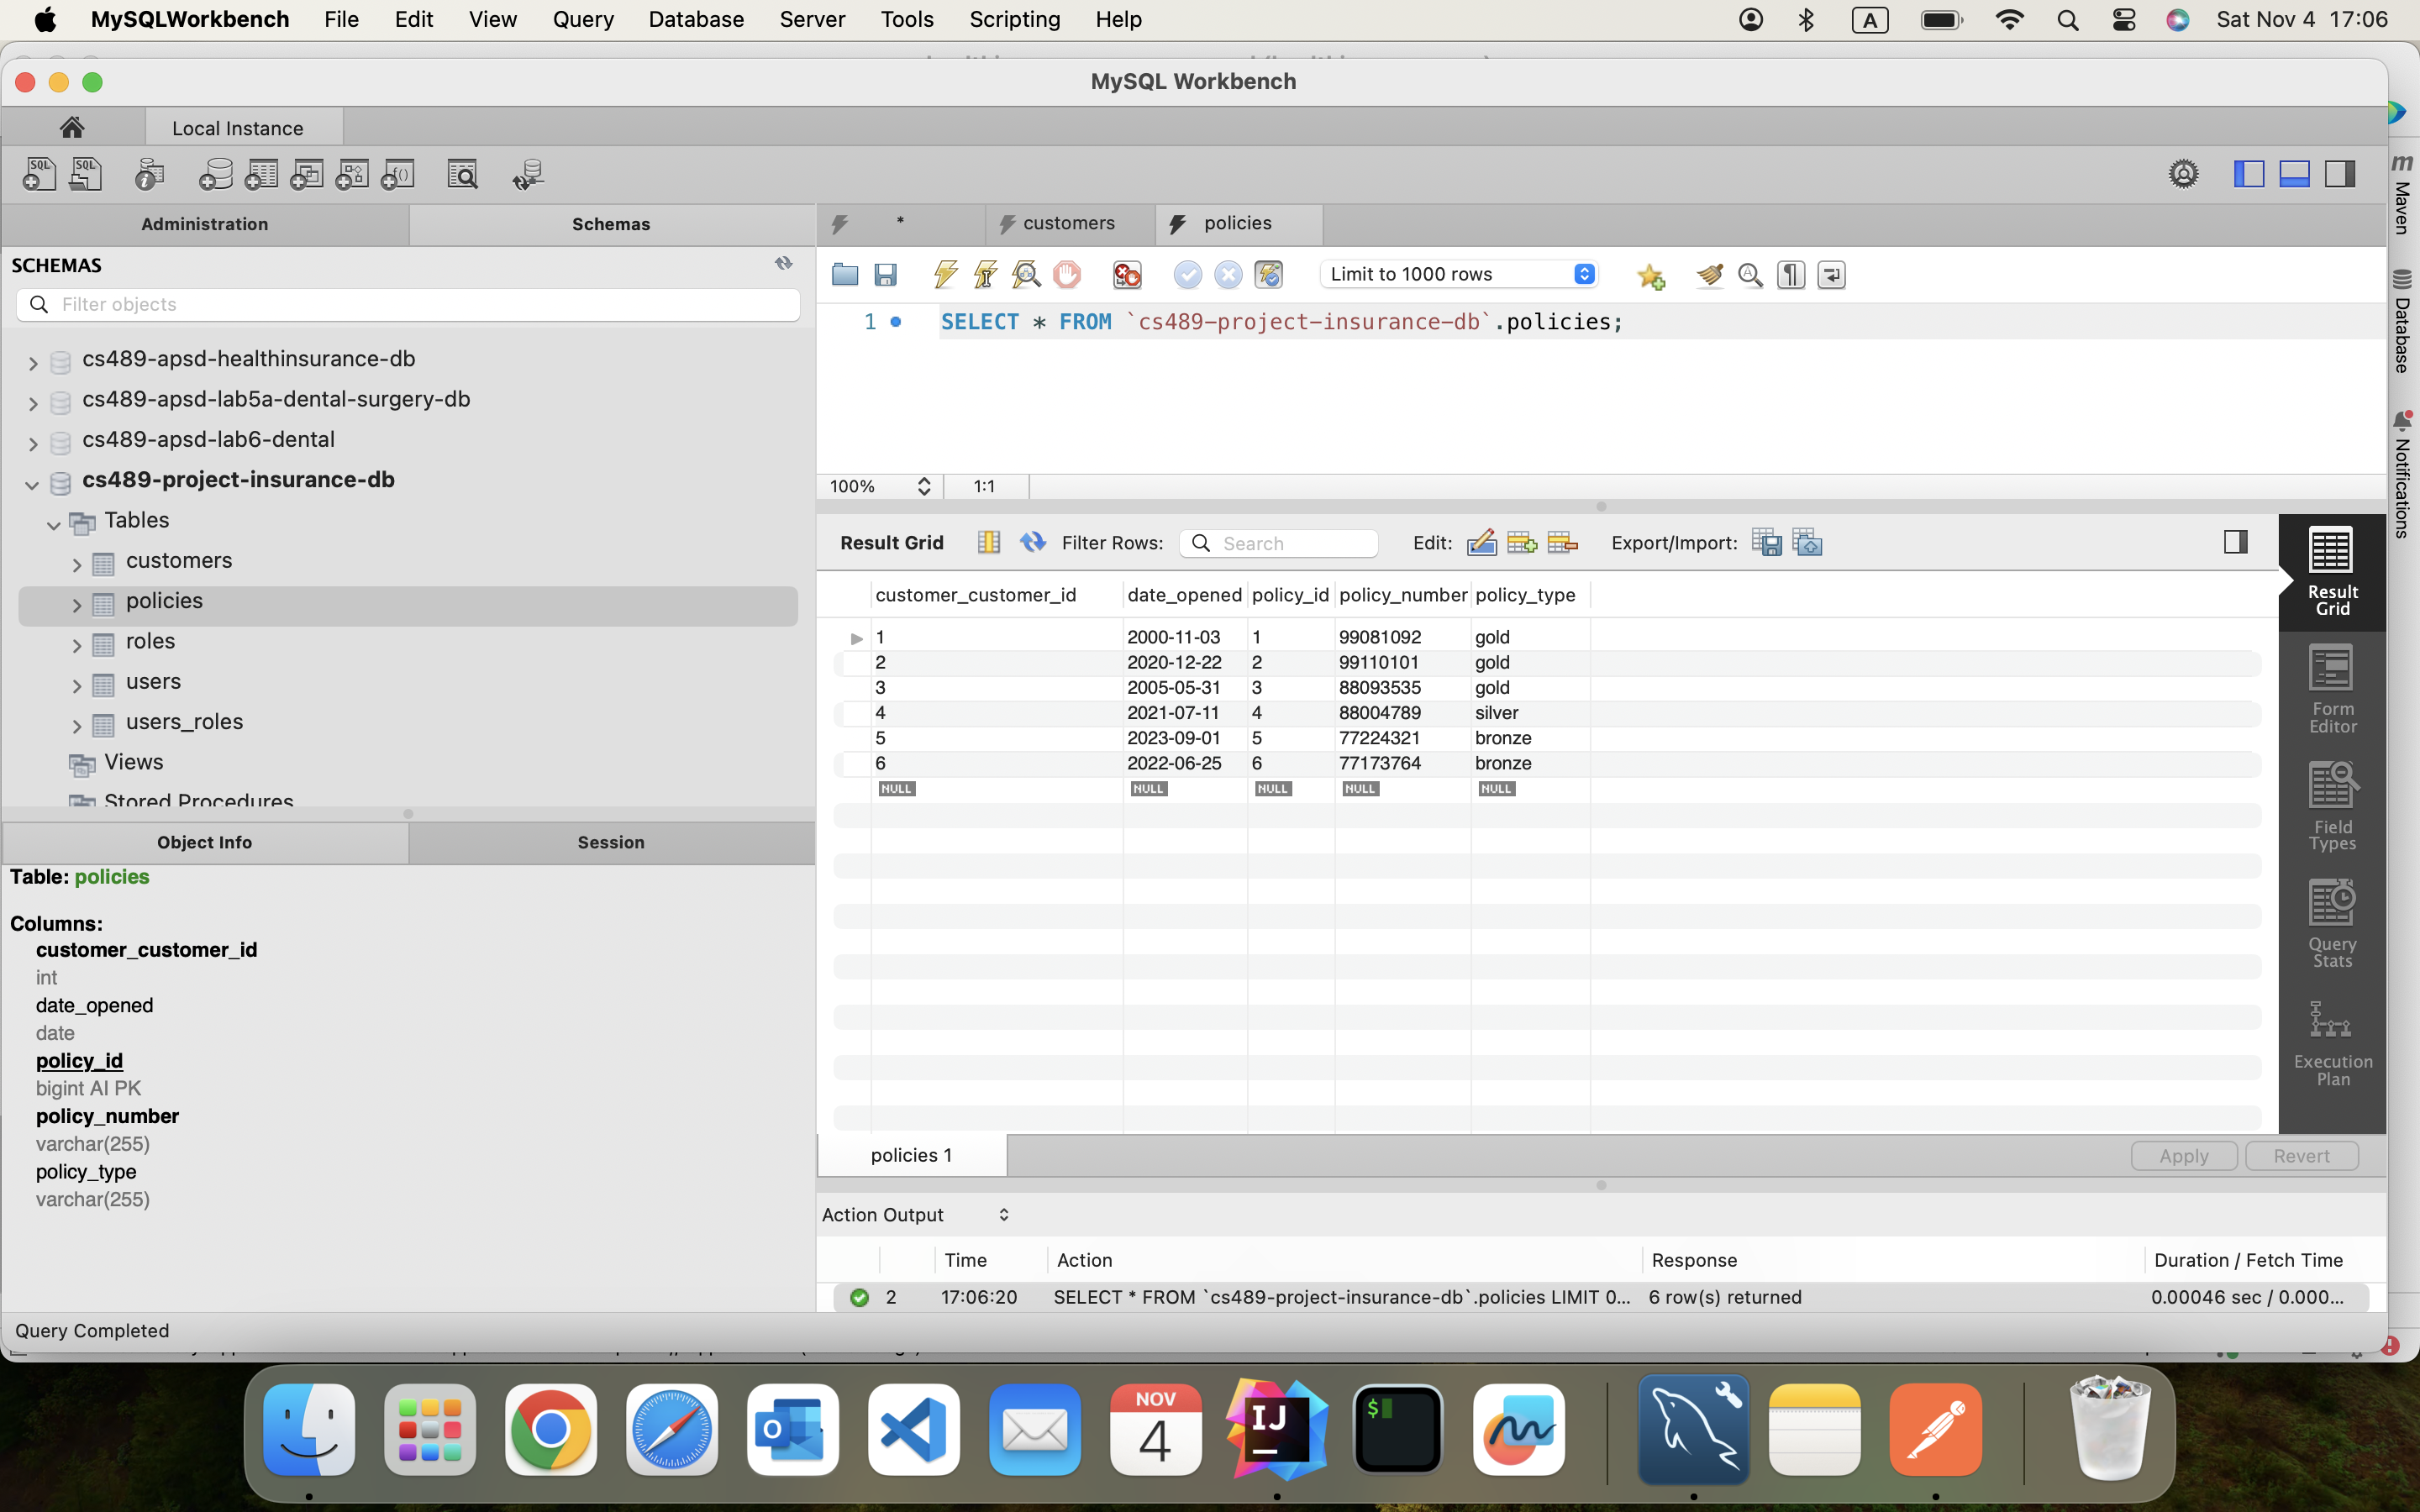 MySQLWorkbench File Edit View Query Database Server Tools Scripting Help A Sat Nov 4 17:06
MySQL Workbench
Local Instance
Administration Schemas
SCHEMAS
Filter objects
cs489-apsd-healthinsurance-db
cs489-apsd-lab5a-dental-surgery-db
cs489-apsd-lab6-dental
cs489-project-insurance-db
Tables
customers
policies
roles
users
users_roles
Views
Stored Procedures
Object Info Session
Table: policies
Columns:
customer_customer_id
int
date_opened
date
policy_id
bigint AI PK
policy_number
varchar(255)
policy_type
varchar(255)
* customers policies
Limit to 1000 rows
1 SELECT * FROM `cs489-project-insurance-db`.policies;
100% 1:1
Result Grid Filter Rows: Search Edit: Export/Import:
customer_customer_id date_opened policy_id policy_number policy_type
1 2000-11-03 1 99081092 gold
2 2020-12-22 2 99110101 gold
3 2005-05-31 3 88093535 gold
4 2021-07-11 4 88004789 silver
5 2023-09-01 5 77224321 bronze
6 2022-06-25 6 77173764 bronze
NULL NULL NULL NULL NULL
Result
Grid
Form
Editor
Field
Types
Query
Stats
Execution
Plan
policies 1 Apply Revert
Action Output
Time Action Response Duration / Fetch Time
2 17:06:20 SELECT * FROM `cs489-project-insurance-db`.policies LIMIT 0... 6 row(s) returned 0.00046 sec / 0.000...
Query Completed
m Maven
Database
Notifications
SQL SQL
NOV
4
IJ
$
O